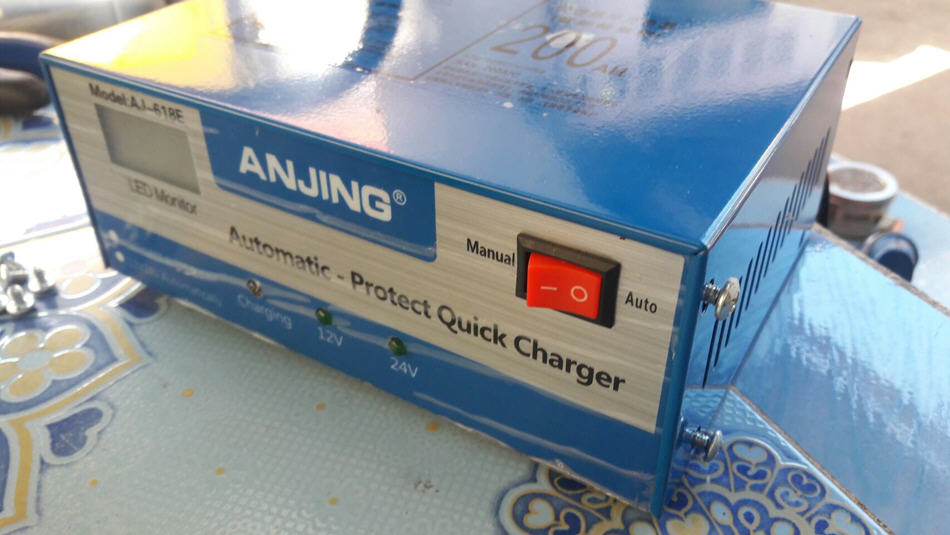 200AH
Model:AJ-618E
LED Monitor
ANJING®
Manual
Auto
Automatic - Protect Quick Charger
Charging
12V
24V